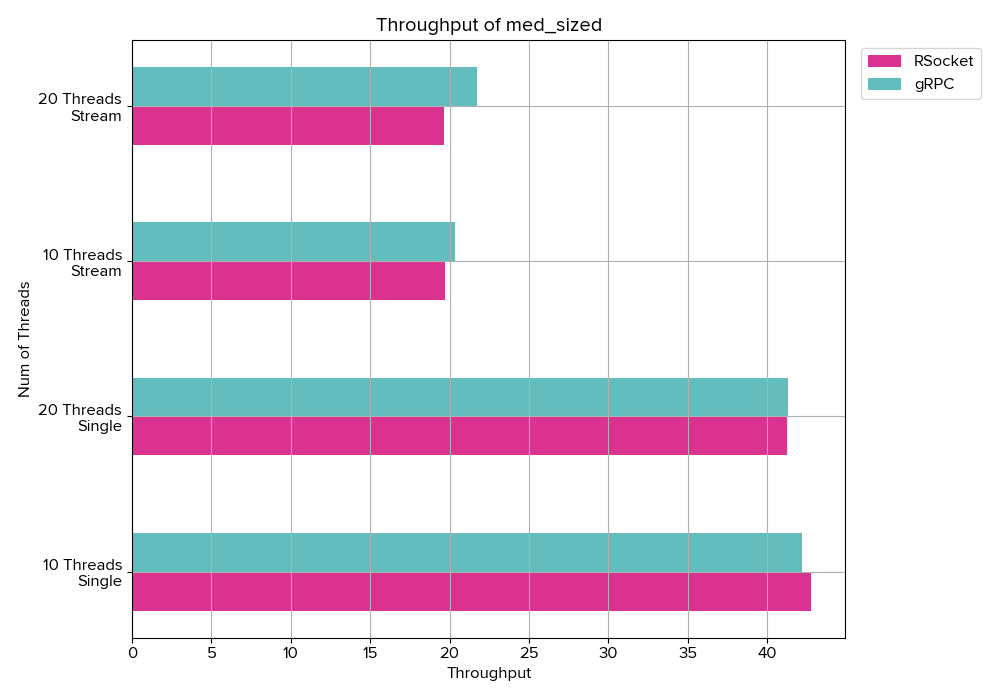 Throughput of med_sized
RSocket
gRPC
20 Threads
Stream
10 Threads
Stream
20 Threads
Single
10 Threads
Single
Num of Threads
0 5 10 15 20 25 30 35 40
Throughput